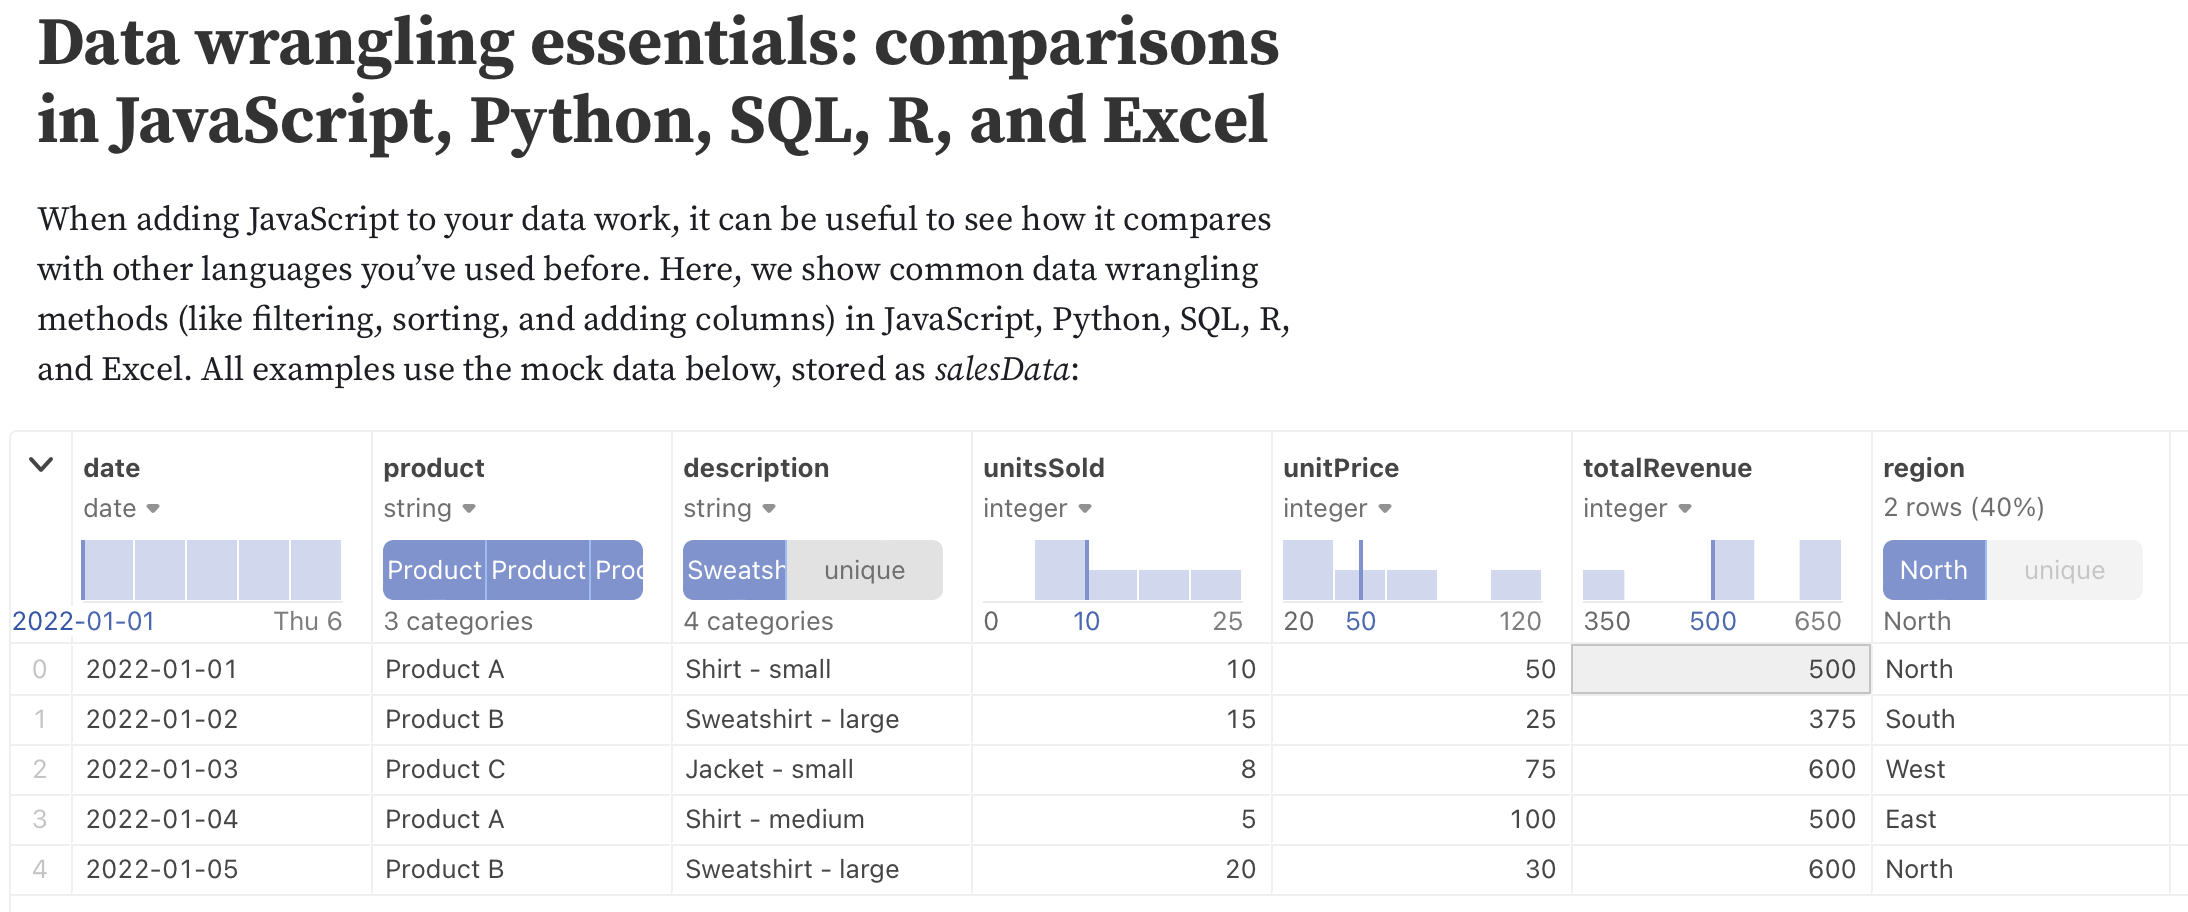 Data wrangling essentials: comparisons
in JavaScript, Python, SQL, R, and Excel
When adding JavaScript to your data work, it can be useful to see how it compares
with other languages you’ve used before. Here, we show common data wrangling
methods (like filtering, sorting, and adding columns) in JavaScript, Python, SQL, R,
and Excel. All examples use the mock data below, stored as salesData:
date product description unitsSold unitPrice totalRevenue region
date string string integer integer integer 2 rows (40%)
Product Product Proc Sweatsh unique North unique
2022-01-01 Thu 6 3 categories 4 categories 0 10 25 20 50 120 350 500 650 North
0 2022-01-01 Product A Shirt - small 10 50 500 North
1 2022-01-02 Product B Sweatshirt - large 15 25 375 South
2 2022-01-03 Product C Jacket - small 8 75 600 West
3 2022-01-04 Product A Shirt - medium 5 100 500 East
4 2022-01-05 Product B Sweatshirt - large 20 30 600 North